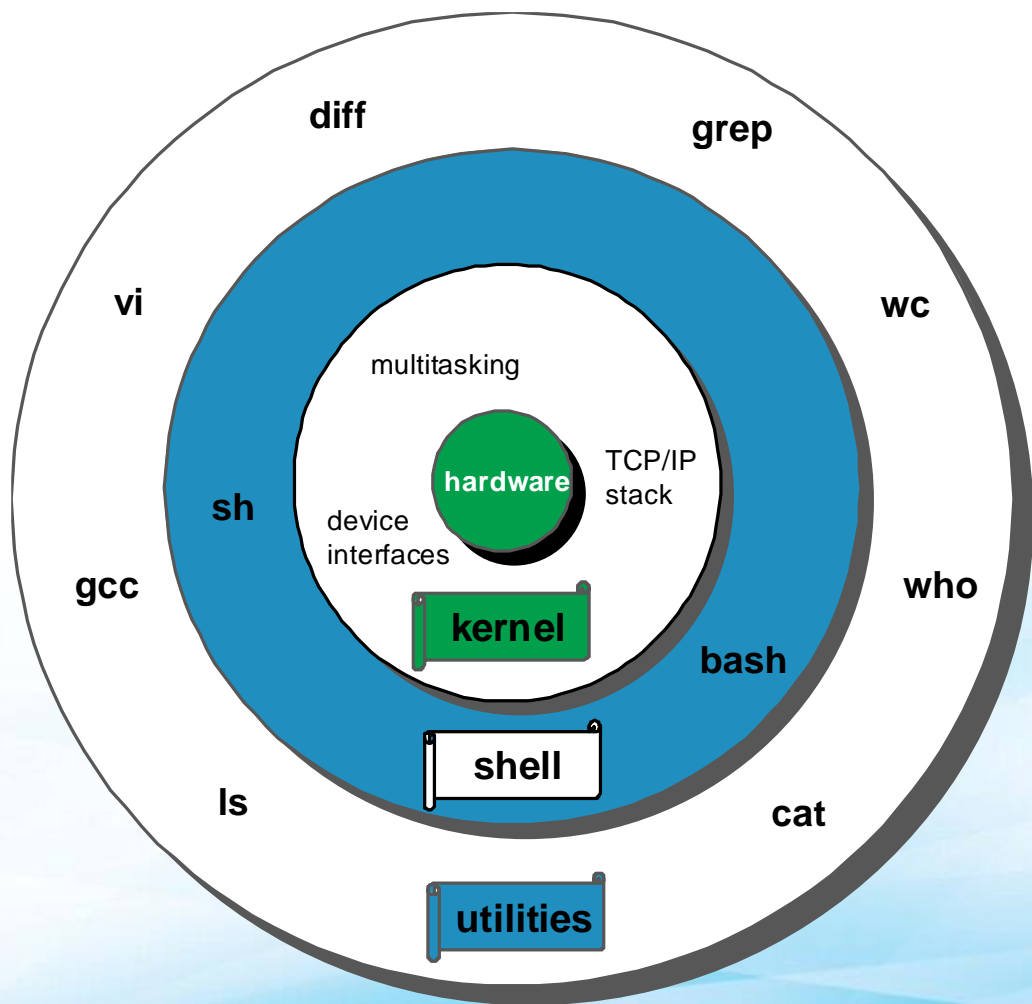 diff
grep
vi
wc
multitasking
hardware
TCP/IP
stack
sh
device
interfaces
gcc
who
kernel
bash
shell
ls
cat
utilities